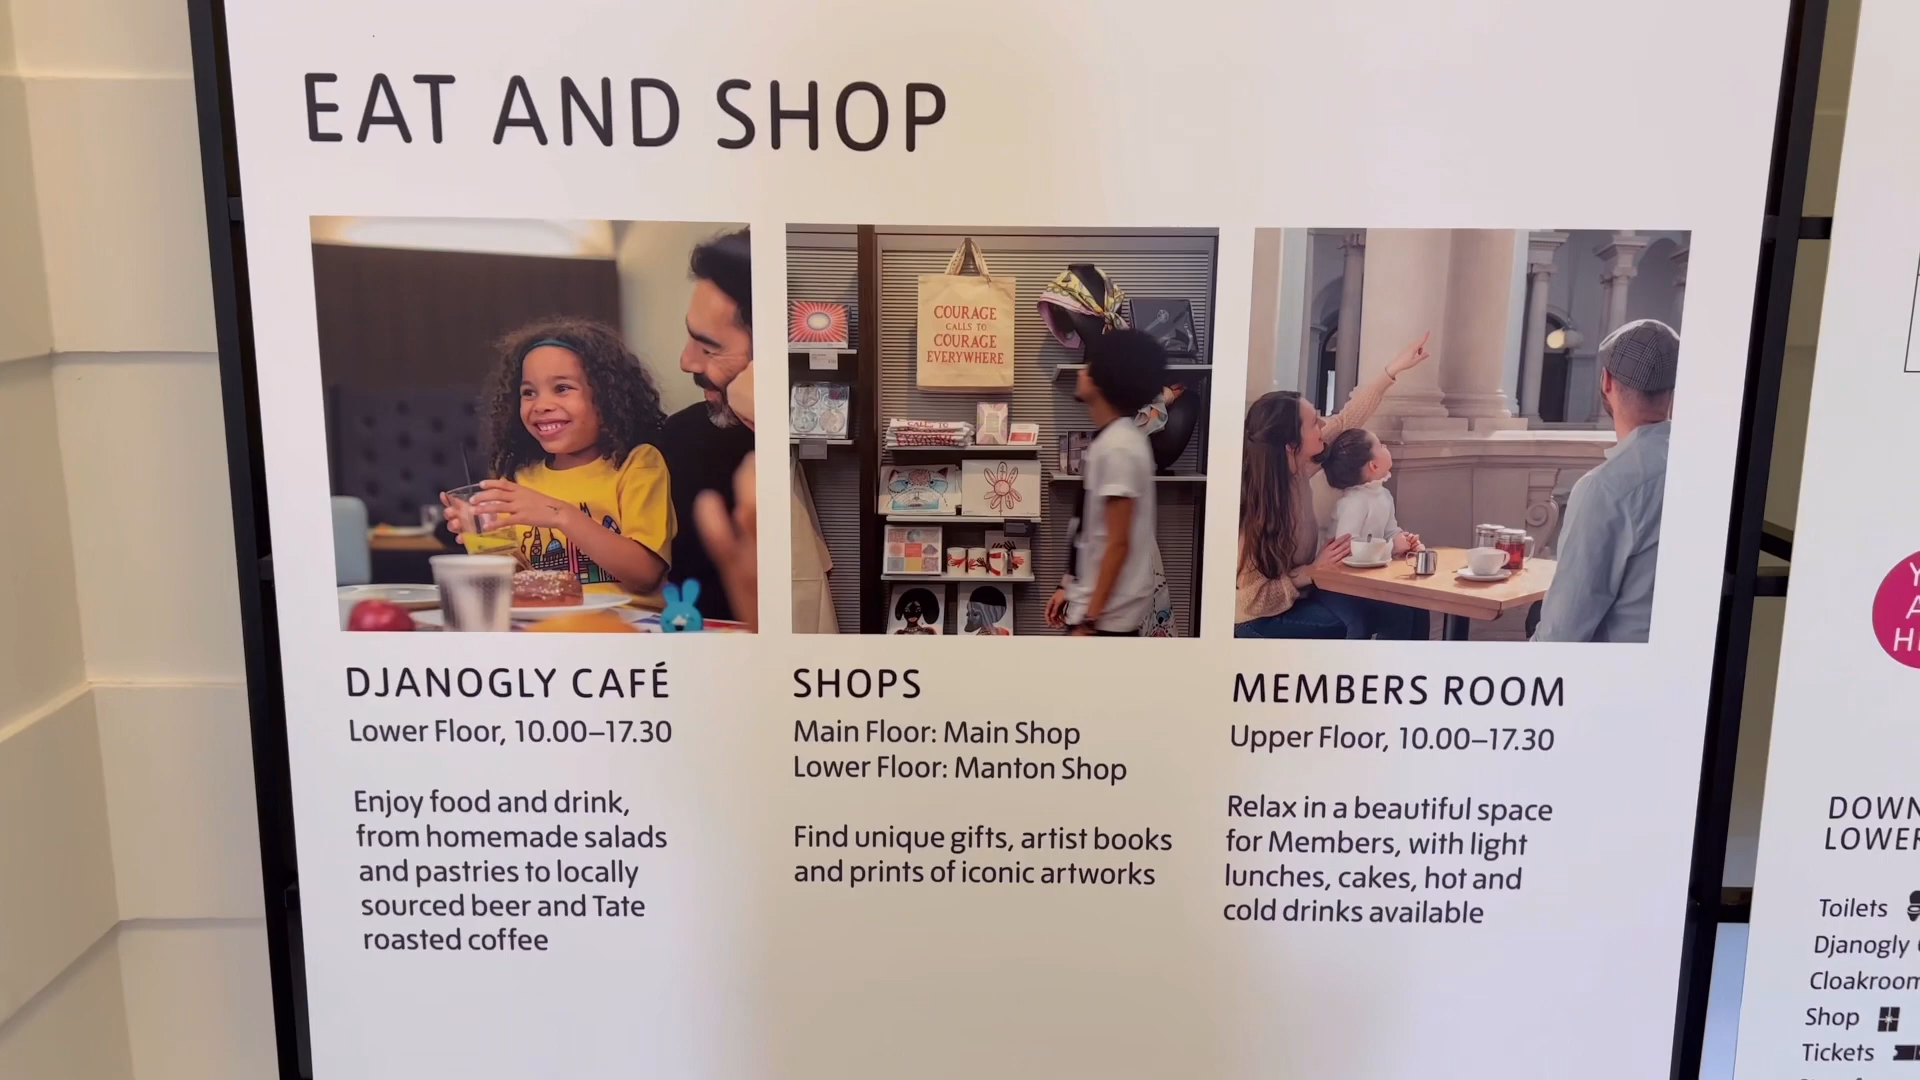 EAT AND SHOP
COURAGE
CALLS TO
COURAGE
EVERYWHERE
DJANOGLY CAFÉ
Lower Floor, 10.00–17.30
Enjoy food and drink,
from homemade salads
and pastries to locally
sourced beer and Tate
roasted coffee
SHOPS
Main Floor: Main Shop
Lower Floor: Manton Shop
Find unique gifts, artist books
and prints of iconic artworks
MEMBERS ROOM
Upper Floor, 10.00–17.30
Relax in a beautiful space
for Members, with light
lunches, cakes, hot and
cold drinks available
Toilets
Djanogly
Cloakroom
Shop
Tickets